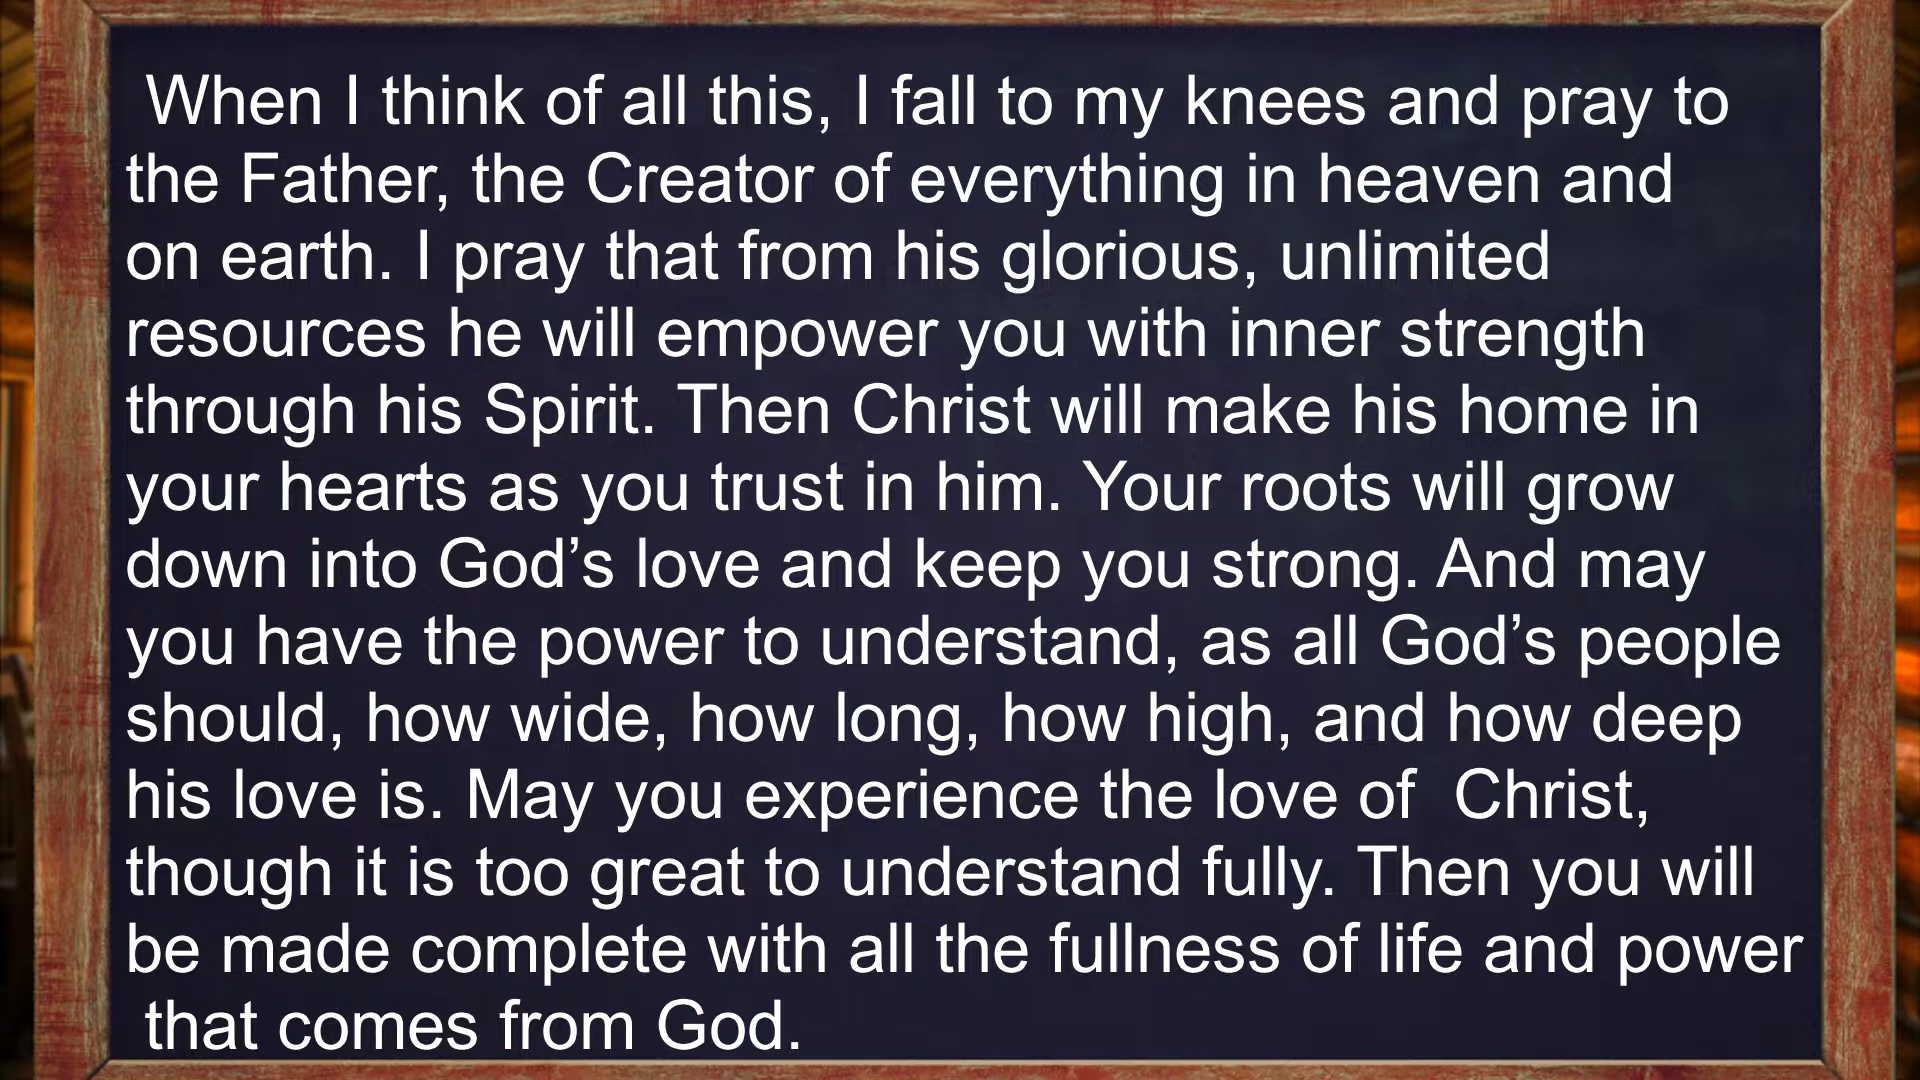 When I think of all this, I fall to my knees and pray to
the Father, the Creator of everything in heaven and
on earth. I pray that from his glorious, unlimited
resources he will empower you with inner strength
through his Spirit. Then Christ will make his home in
your hearts as you trust in him. Your roots will grow
down into God’s love and keep you strong. And may
you have the power to understand, as all God’s people
should, how wide, how long, how high, and how deep
his love is. May you experience the love of  Christ,
though it is too great to understand fully. Then you will
be made complete with all the fullness of life and power
that comes from God.